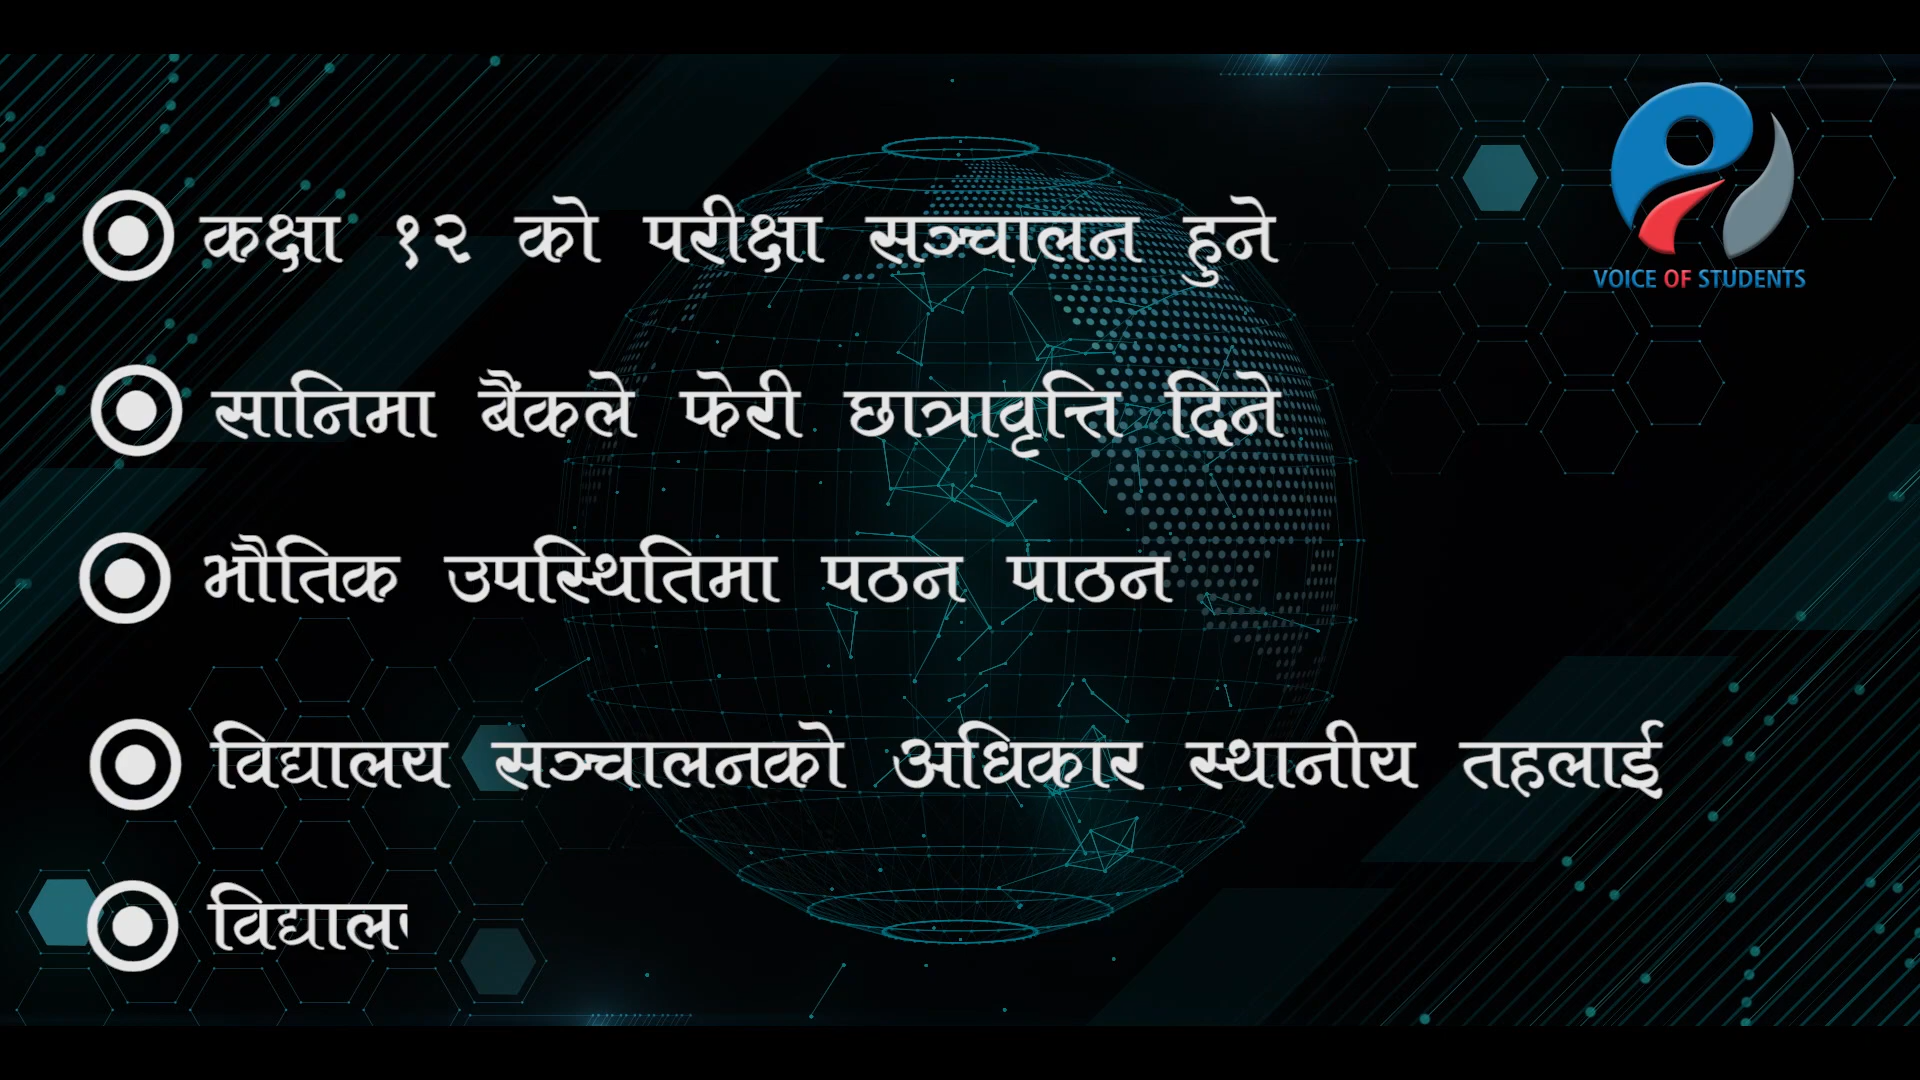 कक्षा १२ को परीक्षा सञ्चालन हुने
VOICE OF STUDENTS
सानिमा बैंकले फेरी छात्रावृत्ति दिने
भौतिक उपस्थितिमा पठन पाठन
विद्यालय सञ्चालनको अधिकार स्थानीय तहलाई